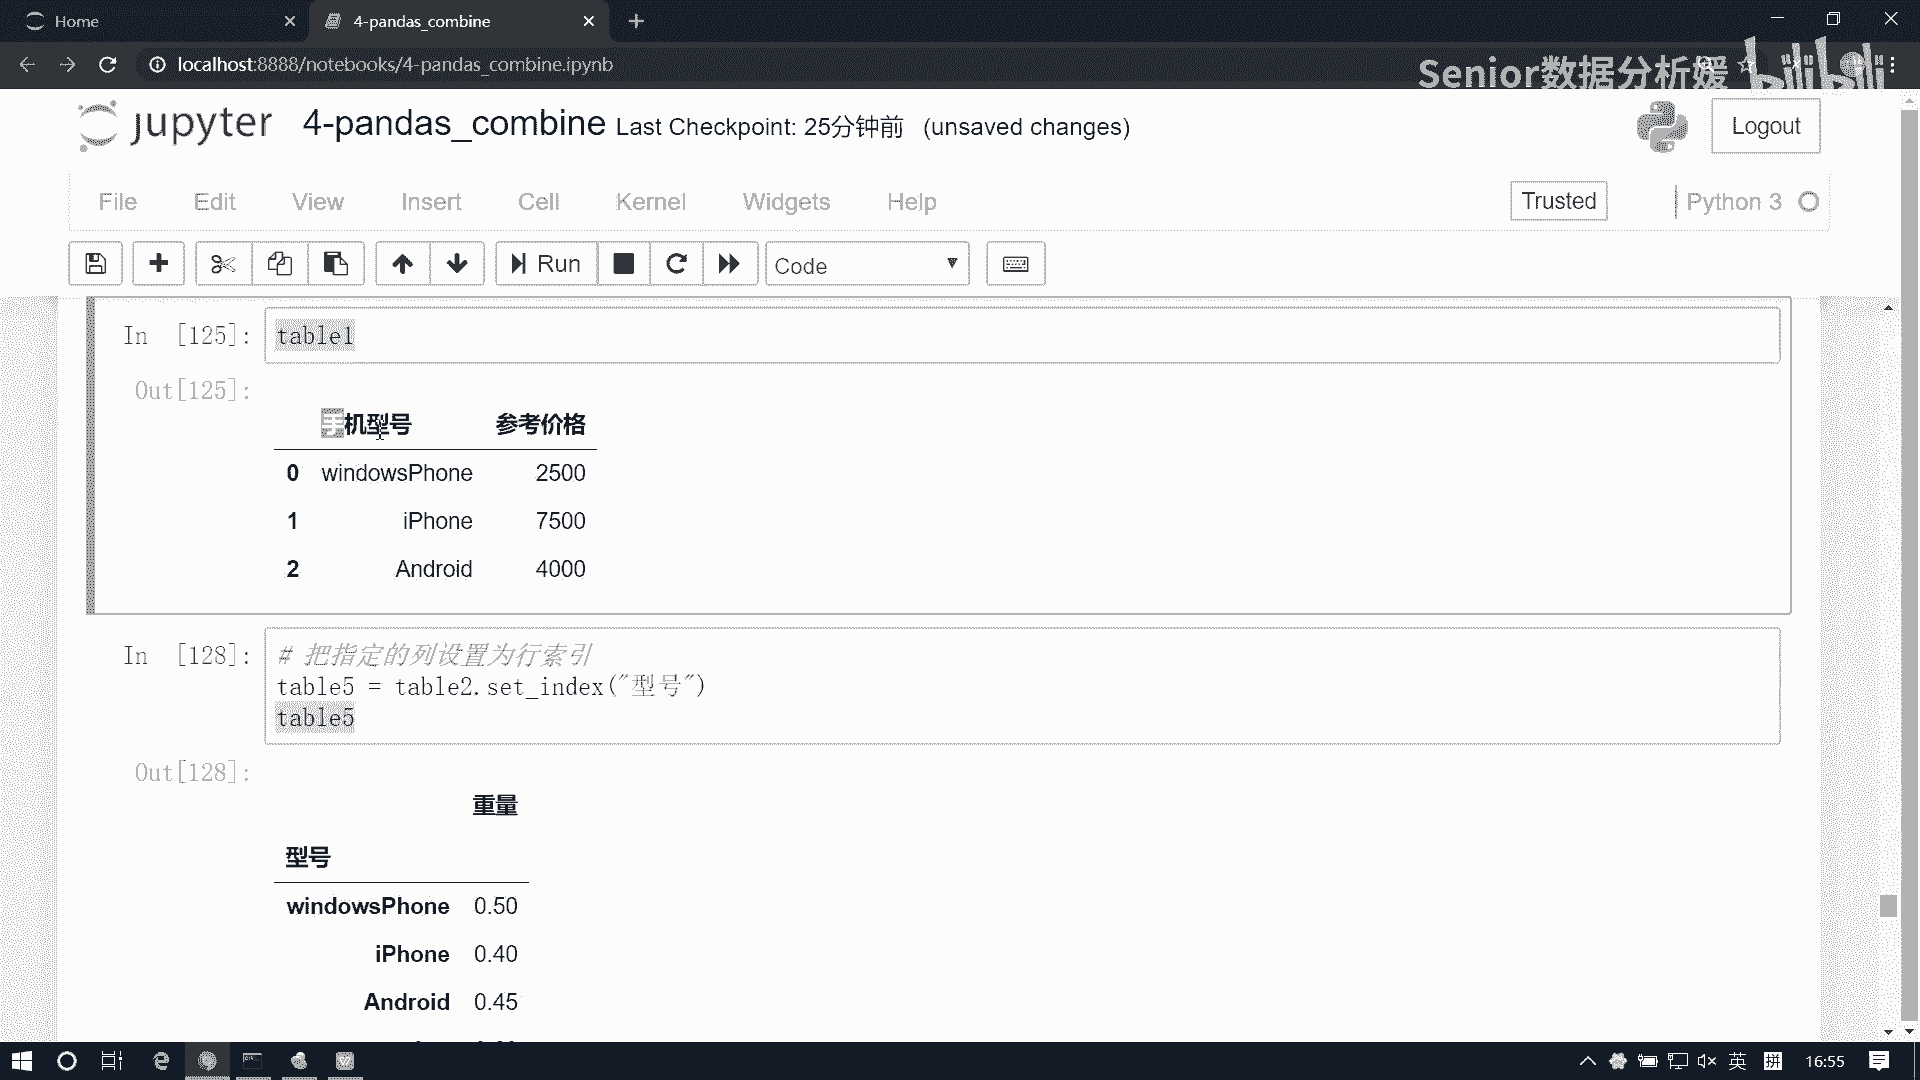 Home
4-pandas_combine
localhost:8888/notebooks/4-pandas_combine.ipynb
Senior数据分析媛 bilibili
jupyter 4-pandas_combine Last Checkpoint: 25分钟前 (unsaved changes)
Logout
File Edit View Insert Cell Kernel Widgets Help
Trusted
Python 3
Run
Code
In [125]: table1
Out[125]:
手机型号 参考价格
0 windowsPhone 2500
1 iPhone 7500
2 Android 4000
In [128]: # 把指定的列设置为行索引
table5 = table2.set_index("型号")
table5
Out[128]:
重量
型号
windowsPhone 0.50
iPhone 0.40
Android 0.45
英 拼 16:55